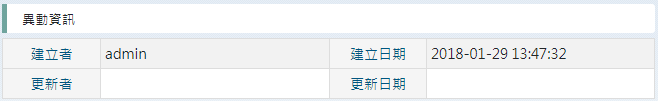 異動資訊
建立者 admin 建立日期 2018-01-29 13:47:32
更新者 更新日期